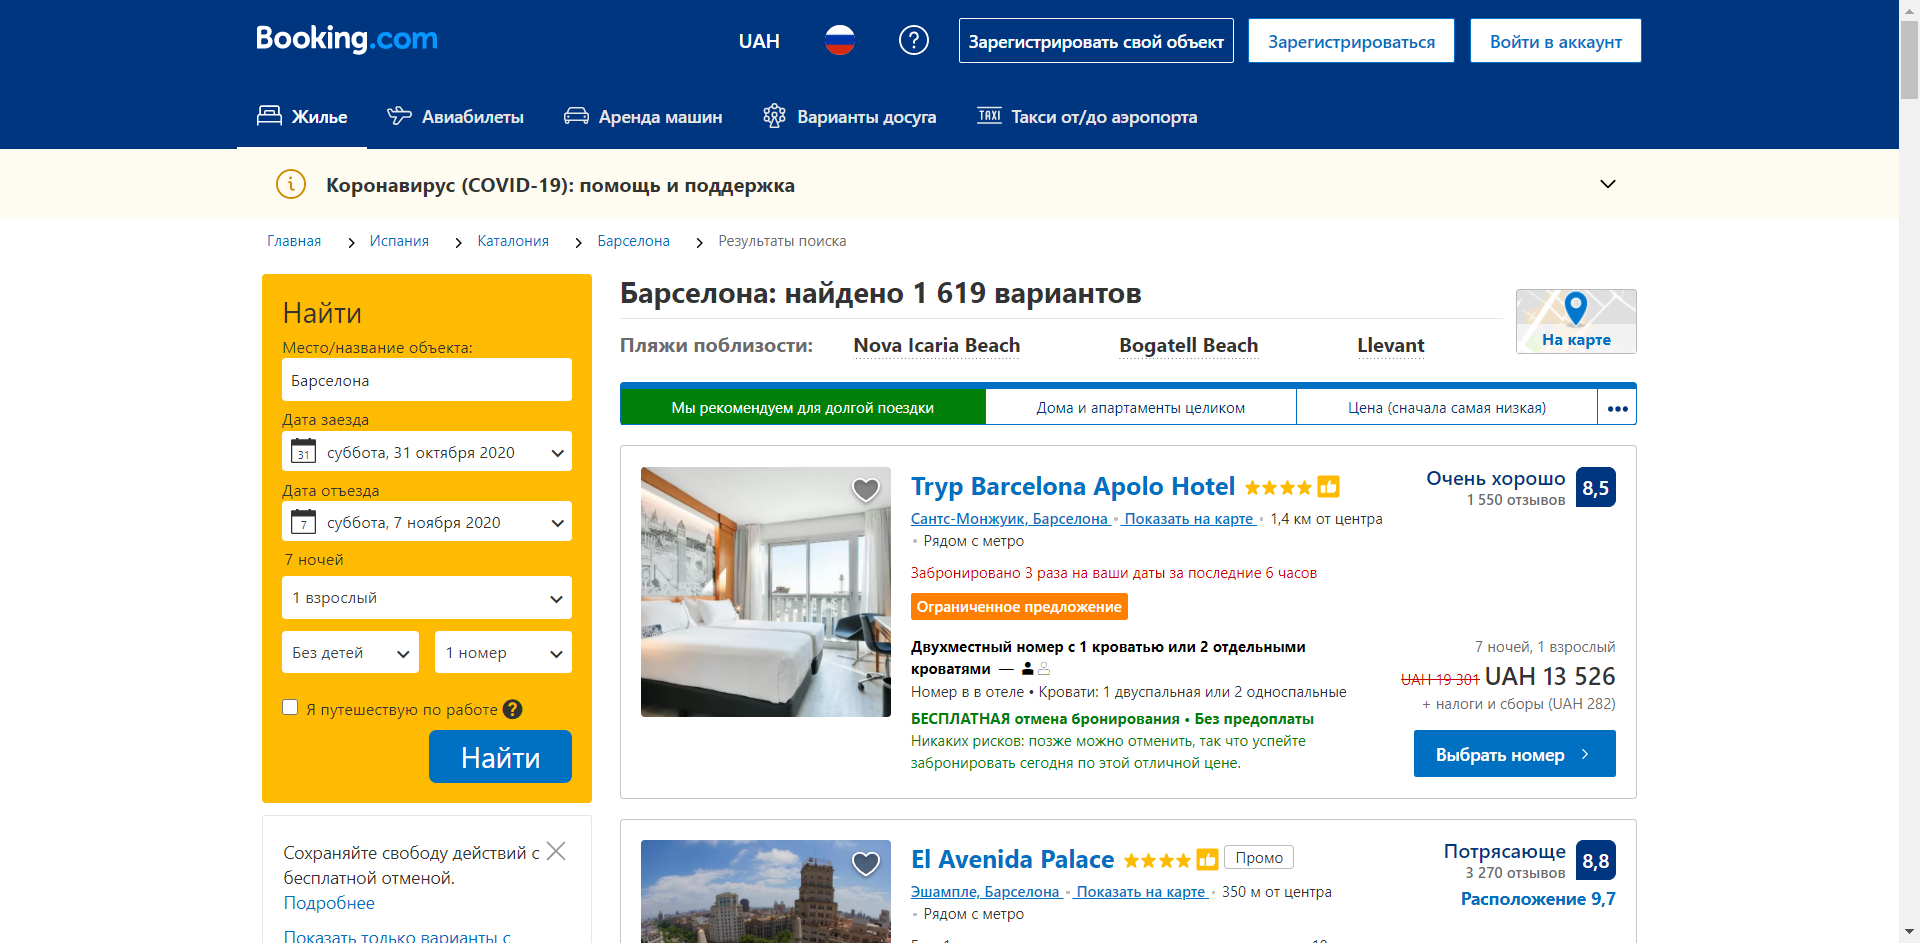 Booking.com
UAH
?
Зарегистрировать свой объект
Зарегистрироваться
Войти в аккаунт
Жилье
Авиабилеты
Аренда машин
Варианты досуга
TAXI Такси от/до аэропорта
Коронавирус (COVID-19): помощь и поддержка
Главная
Испания
Каталония
Барселона
Результаты поиска
Найти
Место/название объекта:
Барселона
Дата заезда
31 суббота, 31 октября 2020
Дата отъезда
7 суббота, 7 ноября 2020
7 ночей
1 взрослый
Без детей
1 номер
Я путешествую по работе ?
Найти
Сохраняйте свободу действий с
бесплатной отменой.
Подробнее
Показать только варианты с
Барселона: найдено 1 619 вариантов
Пляжи поблизости:
Nova Icaria Beach
Bogatell Beach
Llevant
На карте
Мы рекомендуем для долгой поездки
Дома и апартаменты целиком
Цена (сначала самая низкая)
Tryp Barcelona Apolo Hotel
Сантс-Монжуик, Барселона • Показать на карте • 1,4 км от центра
• Рядом с метро
Очень хорошо
1 550 отзывов
8,5
Забронировано 3 раза на ваши даты за последние 6 часов
Ограниченное предложение
Двухместный номер с 1 кроватью или 2 отдельными
кроватями —
Номер в в отеле • Кровати: 1 двуспальная или 2 односпальные
БЕСПЛАТНАЯ отмена бронирования • Без предоплаты
Никаких рисков: позже можно отменить, так что успейте
забронировать сегодня по этой отличной цене.
7 ночей, 1 взрослый
UAH 19 301 UAH 13 526
+ налоги и сборы (UAH 282)
Выбрать номер
El Avenida Palace
Промо
Эшампле, Барселона • Показать на карте • 350 м от центра
• Рядом с метро
Потрясающе
3 270 отзывов
8,8
Расположение 9,7